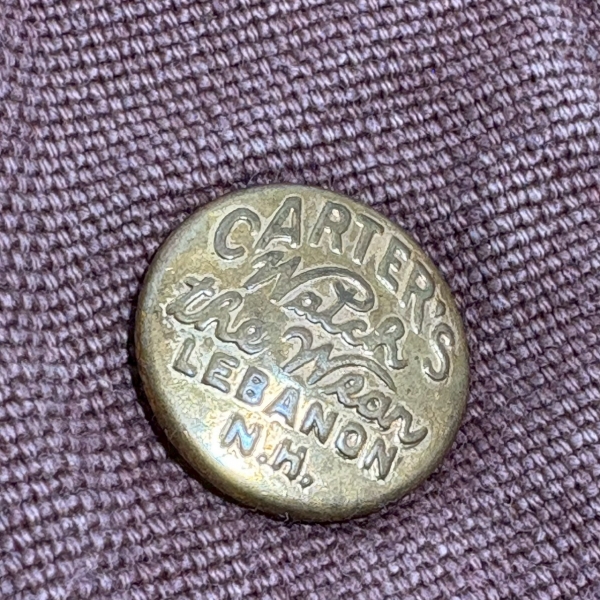 CARTER'S
Watch
the Wear
LEBANON
N.H.